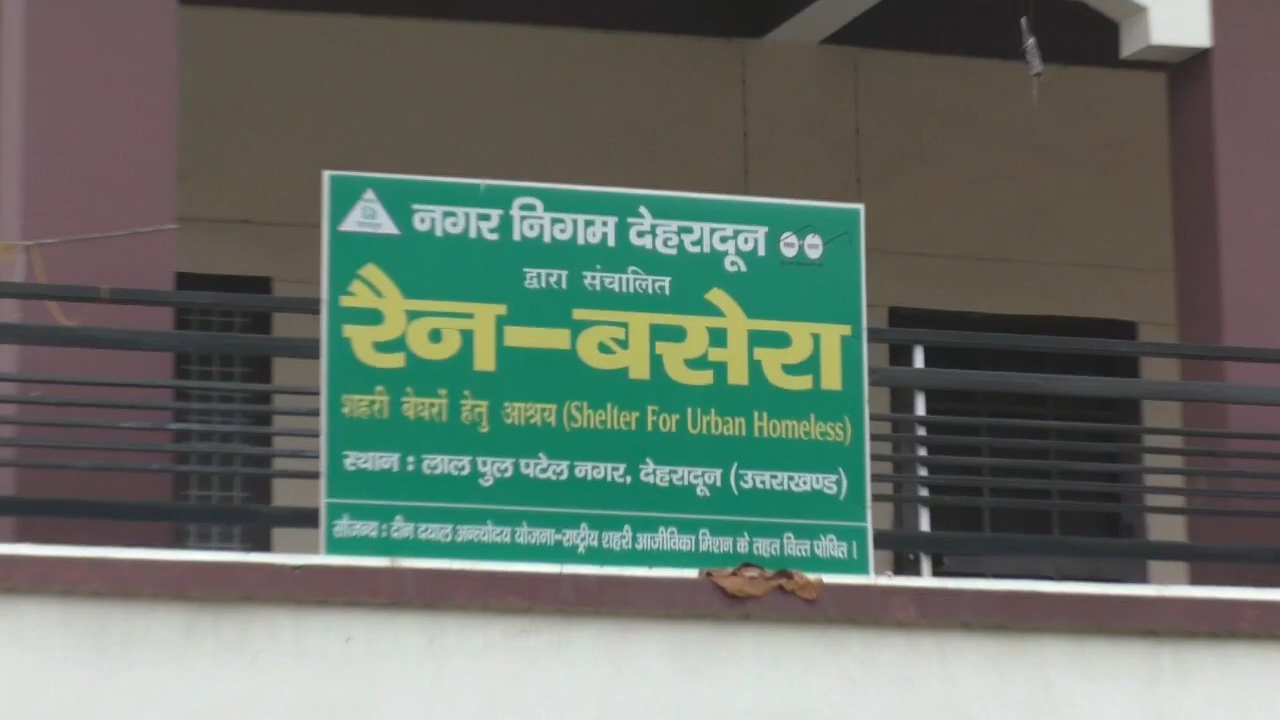 नगर निगम देहरादून
द्वारा संचालित
रैन-बसेरा
शहरी बेघरों हेतु आश्रय (Shelter For Urban Homeless)
स्थान : लाल पुल पटेल नगर, देहरादून (उत्तराखण्ड)
सौजन्य : दीन दयाल अन्त्योदय योजना-राष्ट्रीय शहरी आजीविका मिशन के तहत वित्त पोषित।